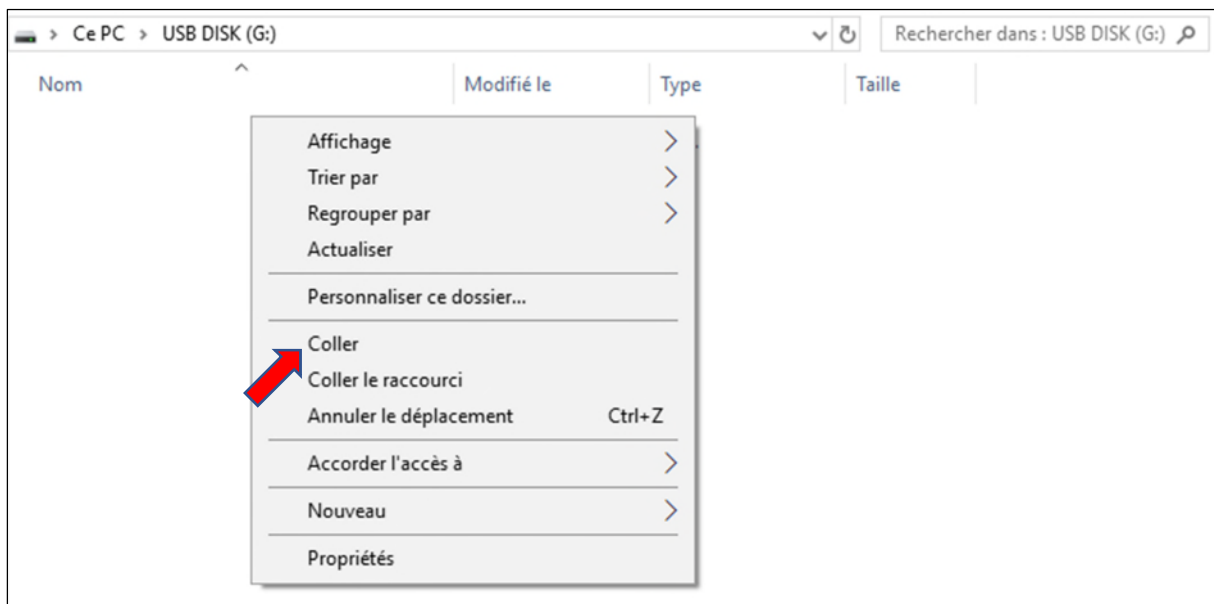 Ce PC > USB DISK (G:) Rechercher dans : USB DISK (G:)
Nom Modifié le Type Taille
Affichage
Trier par
Regrouper par
Actualiser
Personnaliser ce dossier...
Coller
Coller le raccourci
Annuler le déplacement Ctrl+Z
Accorder l'accès à
Nouveau
Propriétés